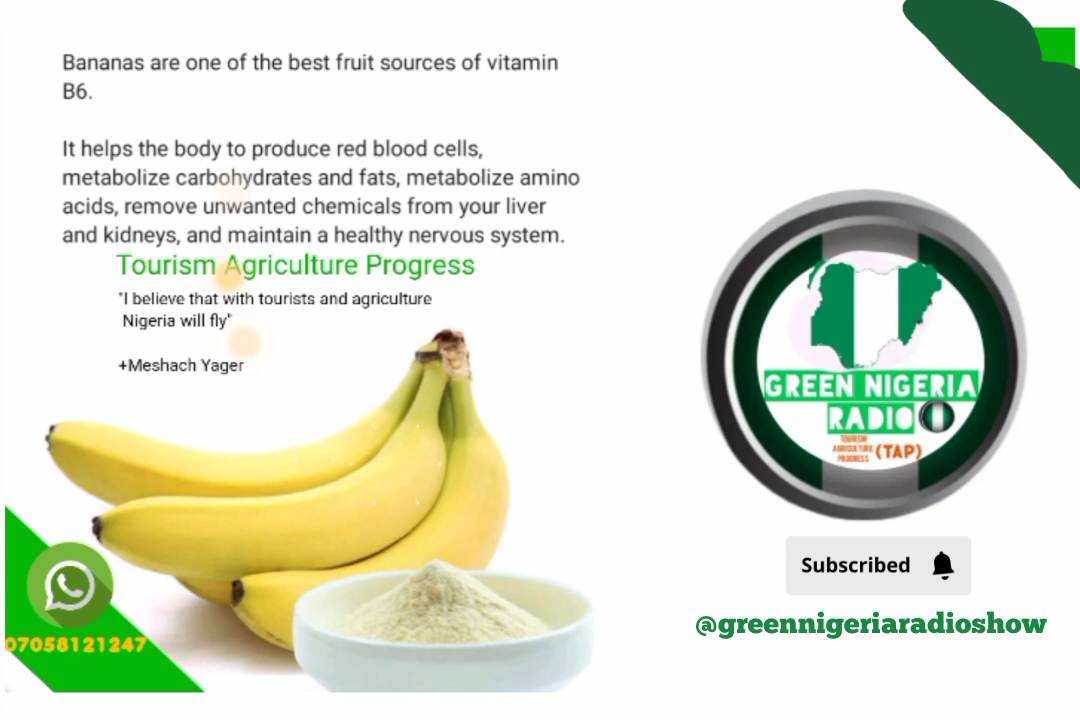 Bananas are one of the best fruit sources of vitamin
B6.
It helps the body to produce red blood cells,
metabolize carbohydrates and fats, metabolize amino
acids, remove unwanted chemicals from your liver
and kidneys, and maintain a healthy nervous system.
Tourism Agriculture Progress
"I believe that with tourists and agriculture
Nigeria will fly"
+Meshach Yager
07058121247
GREEN NIGERIA
RADIO
TOURISM
AGRICULTURE
PROGRESS
(TAP)
Subscribed
@greennigeriaradioshow